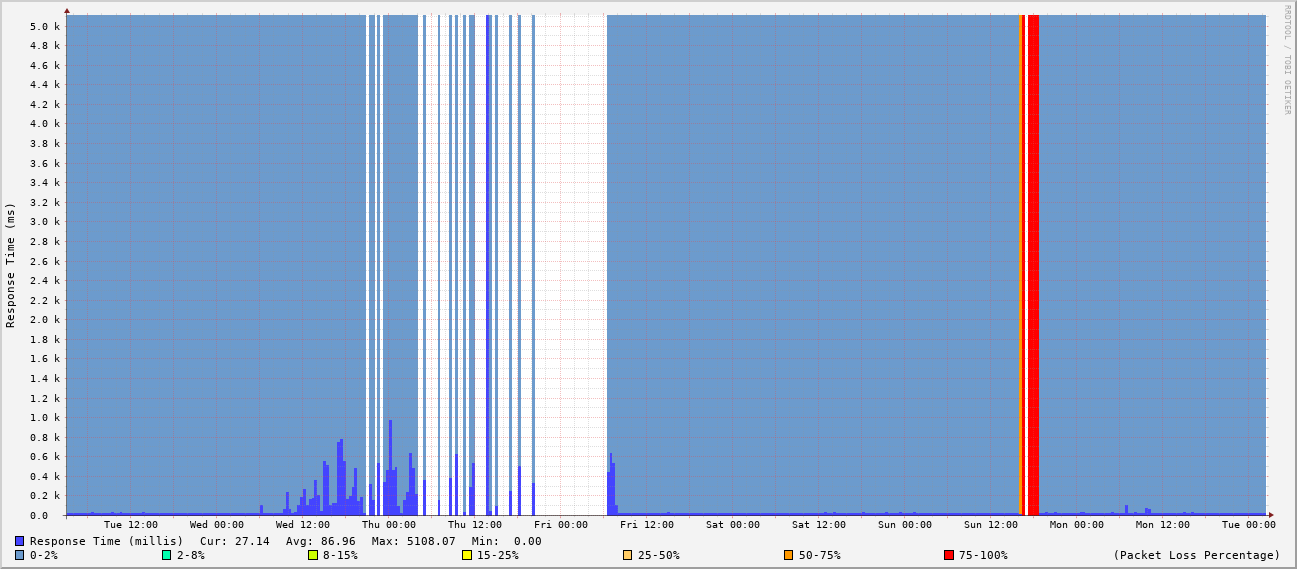 RRDTOOL / TOBI OETIKER
Response Time (ms)
5.0 k
4.8 k
4.6 k
4.4 k
4.2 k
4.0 k
3.8 k
3.6 k
3.4 k
3.2 k
3.0 k
2.8 k
2.6 k
2.4 k
2.2 k
2.0 k
1.8 k
1.6 k
1.4 k
1.2 k
1.0 k
0.8 k
0.6 k
0.4 k
0.2 k
0.0
Tue 12:00 Wed 00:00 Wed 12:00 Thu 00:00 Thu 12:00 Fri 00:00 Fri 12:00 Sat 00:00 Sat 12:00 Sun 00:00 Sun 12:00 Mon 00:00 Mon 12:00 Tue 00:00
Response Time (millis) Cur: 27.14 Avg: 86.96 Max: 5108.07 Min: 0.00
0-2% 2-8% 8-15% 15-25% 25-50% 50-75% 75-100% (Packet Loss Percentage)